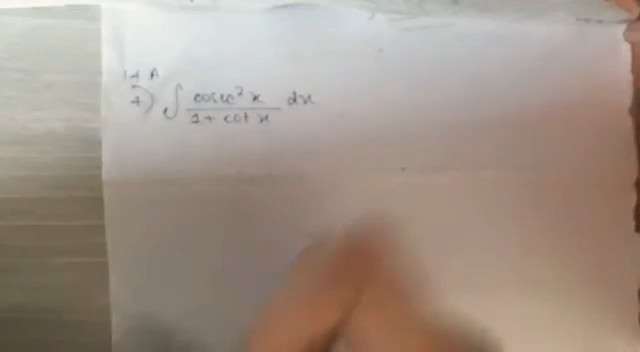 14 A
4) ∫ cosec² x / 1 + cot x dx